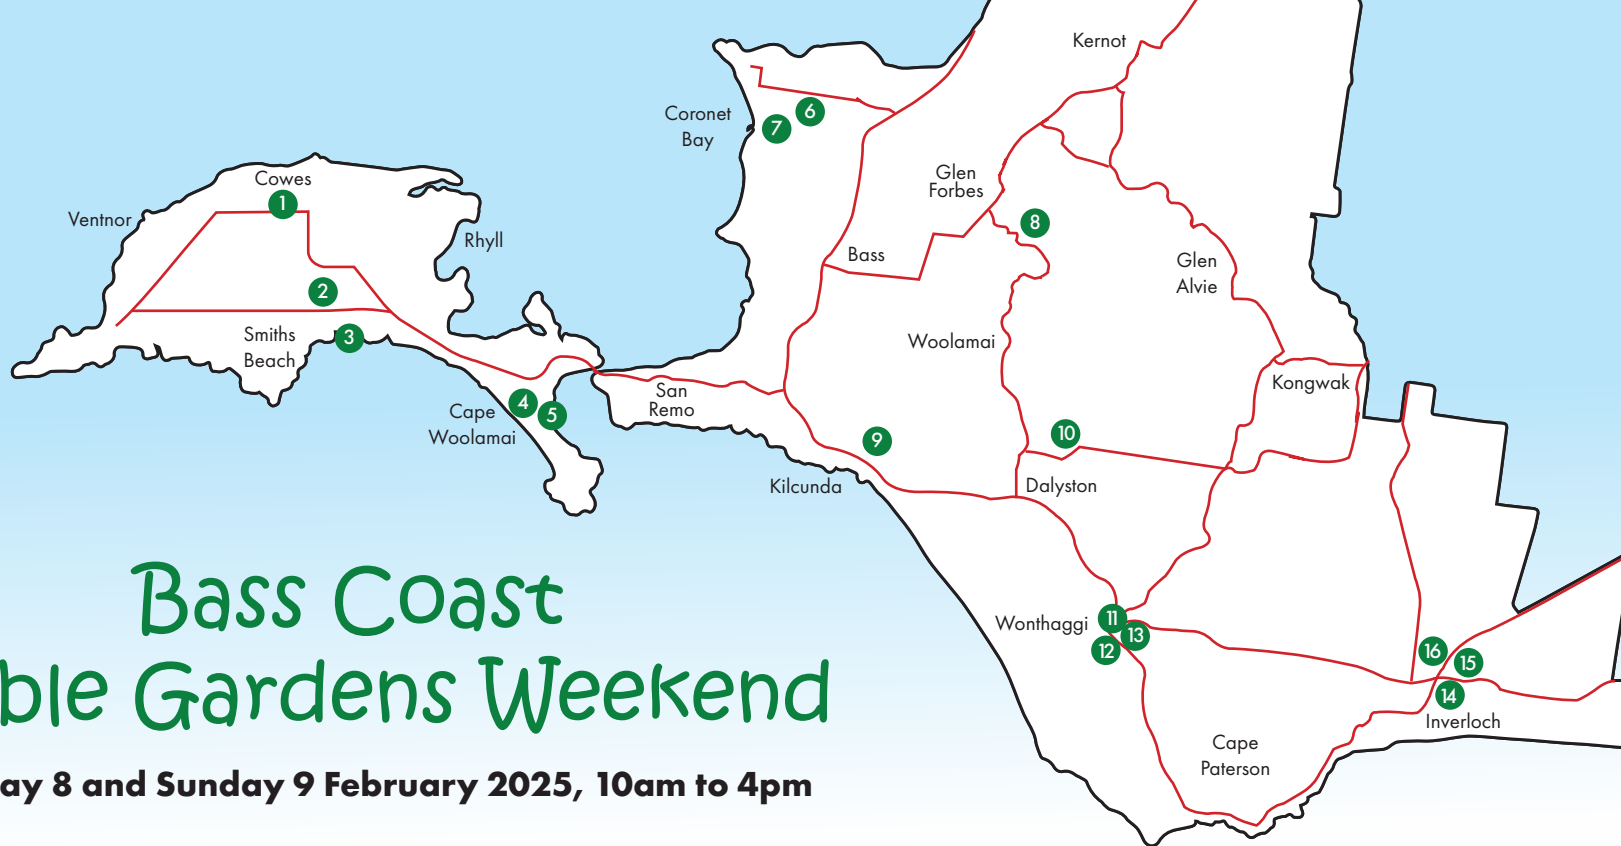 Kernot
Coronet
Bay
6
7
Glen
Forbes
Cowes
1
Ventnor
Rhyll
8
Bass
Glen
Alvie
2
Smiths
Beach
3
Woolamai
Kongwak
San
Remo
4
5
Cape
Woolamai
9
10
Kilcunda
Dalyston
Bass Coast
ble Gardens Weekend
ay 8 and Sunday 9 February 2025, 10am to 4pm
Wonthaggi
11
13
12
16
15
14
Inverloch
Cape
Paterson